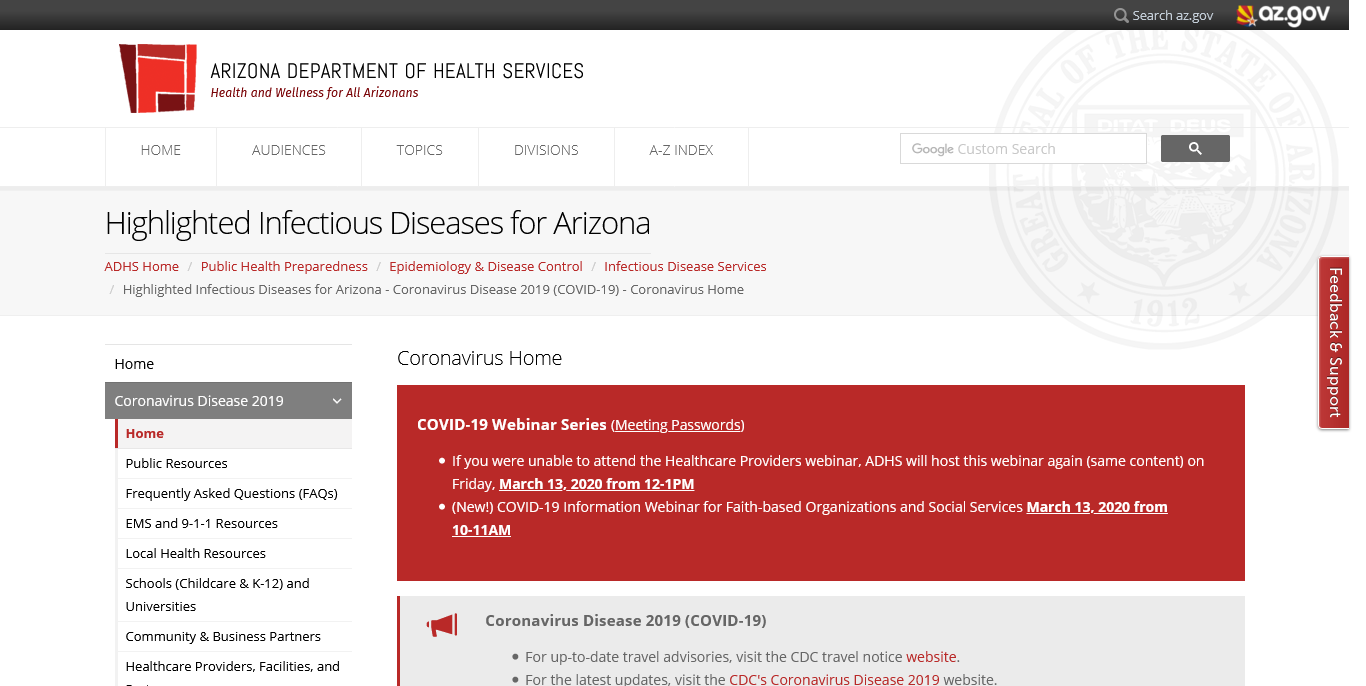 Search az.gov
az.gov
ARIZONA DEPARTMENT OF HEALTH SERVICES
Health and Wellness for All Arizonans
GREAT SEAL OF THE STATE OF ARIZONA
DITAT DEUS
1912
HOME
AUDIENCES
TOPICS
DIVISIONS
A-Z INDEX
Google Custom Search
Highlighted Infectious Diseases for Arizona
ADHS Home / Public Health Preparedness / Epidemiology & Disease Control / Infectious Disease Services
/ Highlighted Infectious Diseases for Arizona - Coronavirus Disease 2019 (COVID-19) - Coronavirus Home
Feedback & Support
Home
Coronavirus Disease 2019
Home
Public Resources
Frequently Asked Questions (FAQs)
EMS and 9-1-1 Resources
Local Health Resources
Schools (Childcare & K-12) and
Universities
Community & Business Partners
Healthcare Providers, Facilities, and
Coronavirus Home
COVID-19 Webinar Series (Meeting Passwords)
• If you were unable to attend the Healthcare Providers webinar, ADHS will host this webinar again (same content) on
Friday, March 13, 2020 from 12-1PM
• (New!) COVID-19 Information Webinar for Faith-based Organizations and Social Services March 13, 2020 from
10-11AM
Coronavirus Disease 2019 (COVID-19)
• For up-to-date travel advisories, visit the CDC travel notice website.
• For the latest updates, visit the CDC's Coronavirus Disease 2019 website.